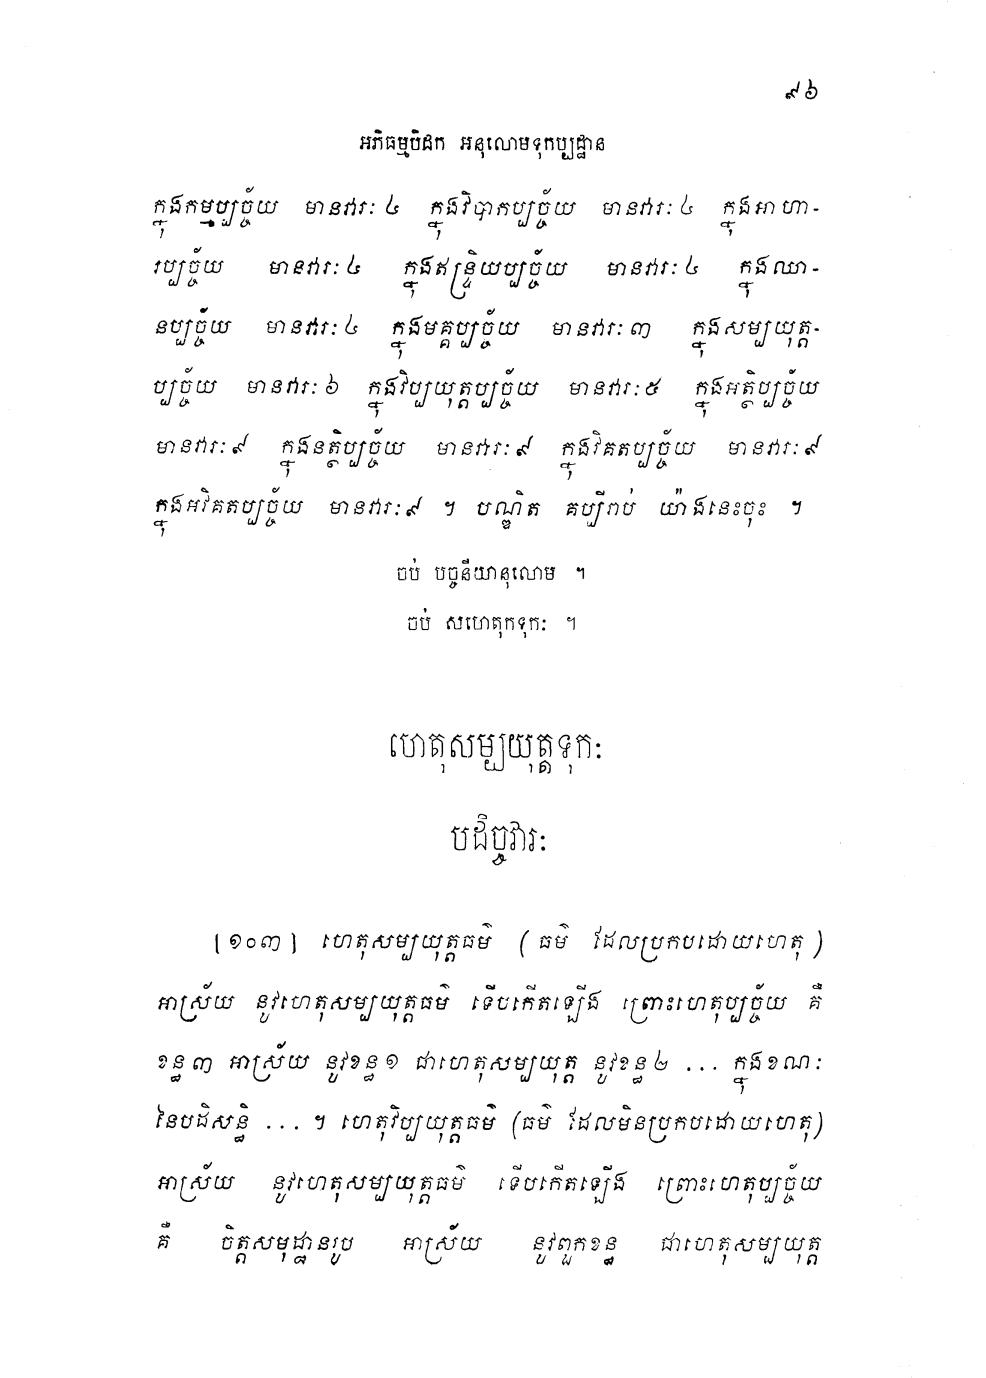 ៩៦
អភិធម្មបិដក អនុលោមទុកប្បដ្ឋាន
ក្នុងកម្មប្បច្ច័យ មានវារៈ ៤ ក្នុងវិបាកប្បច្ច័យ មានវារៈ ៤ ក្នុងអាហា-
រប្បច្ច័យ មានវារៈ ៤ ក្នុងឥន្ទ្រិយប្បច្ច័យ មានវារៈ ៤ ក្នុងឈា-
នប្បច្ច័យ មានវារៈ ៤ ក្នុងមគ្គប្បច្ច័យ មានវារៈ ៣ ក្នុងសម្បយុត្ត-
ប្បច្ច័យ មានវារៈ ៦ ក្នុងវិប្បយុត្តប្បច្ច័យ មានវារៈ ៥ ក្នុងអត្ថិប្បច្ច័យ
មានវារៈ ៩ ក្នុងនត្ថិប្បច្ច័យ មានវារៈ ៩ ក្នុងវិគតប្បច្ច័យ មានវារៈ ៩
ក្នុងអវិគតប្បច្ច័យ មានវារៈ ៩ ។ បណ្ឌិត គប្បីរាប់ យ៉ាងនេះចុះ ។
ចប់ បច្ចនីយានុលោម ។
ចប់ សហេតុកទុកៈ ។
ហេតុសម្បយុត្តទុកៈ
បដិច្ចវារៈ
[១០៣] ហេតុសម្បយុត្តធម៌ (ធម៌ ដែលប្រកបដោយហេតុ)
អាស្រ័យ នូវហេតុសម្បយុត្តធម៌ ទើបកើតឡើង ព្រោះហេតុប្បច្ច័យ គឺ
ខន្ធ ៣ អាស្រ័យ នូវខន្ធ ១ ជាហេតុសម្បយុត្ត នូវខន្ធ ២ ... ក្នុងខណៈ
នៃបដិសន្ធិ ... ។ ហេតុវិប្បយុត្តធម៌ (ធម៌ ដែលមិនប្រកបដោយហេតុ)
អាស្រ័យ នូវហេតុសម្បយុត្តធម៌ ទើបកើតឡើង ព្រោះហេតុប្បច្ច័យ
គឺ ចិត្តសមុដ្ឋានរូប អាស្រ័យ នូវពួកខន្ធ ជាហេតុសម្បយុត្ត